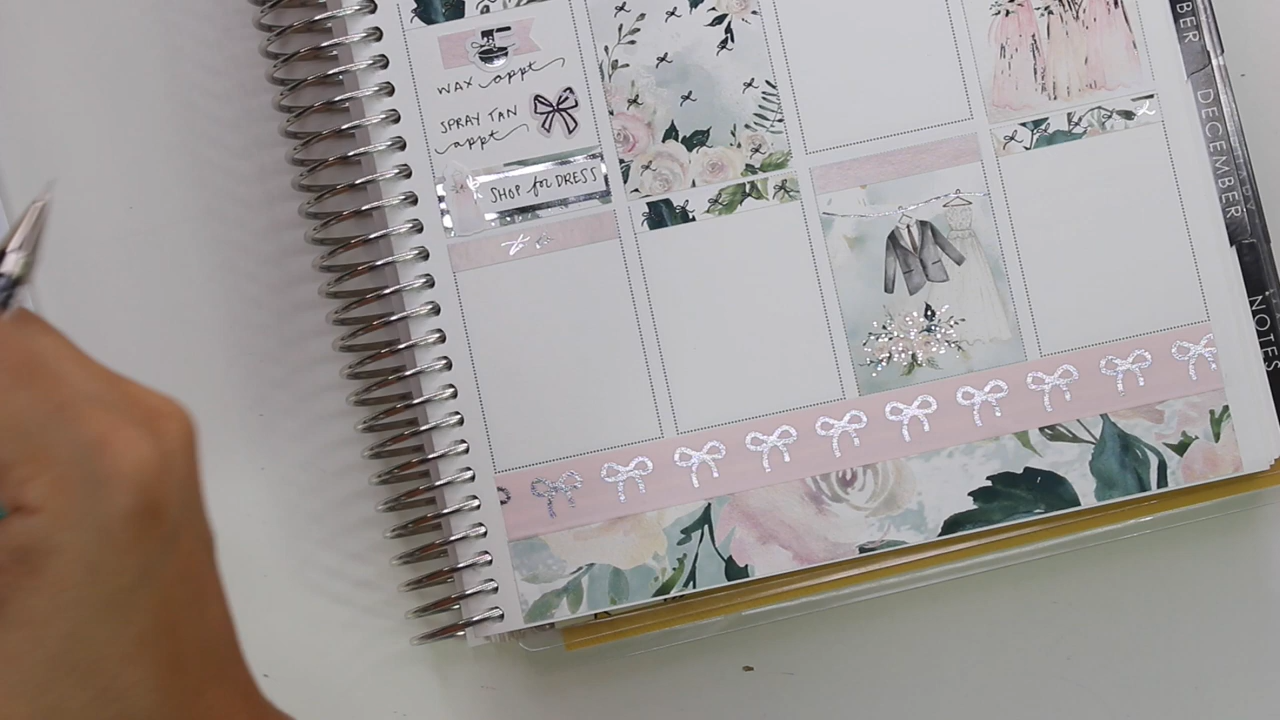 WAX appt
SPRAY TAN
appt
SHOP for DRESS
BER
DECEMBER
NOTES